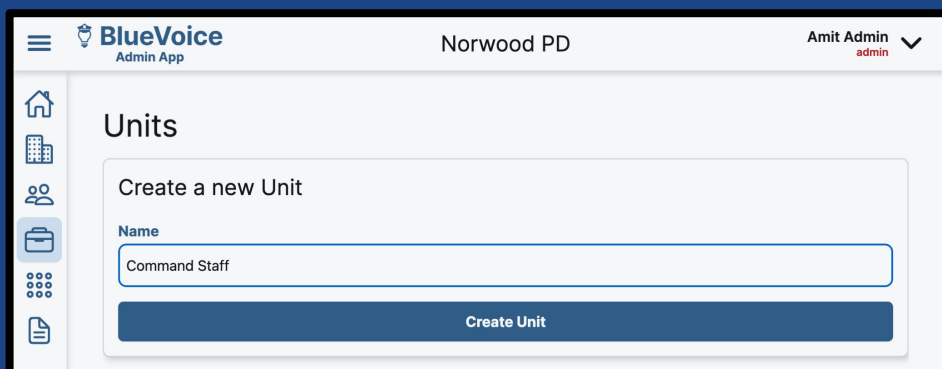 BlueVoice
Admin App
Norwood PD
Amit Admin
admin
Units
Create a new Unit
Name
Command Staff
Create Unit